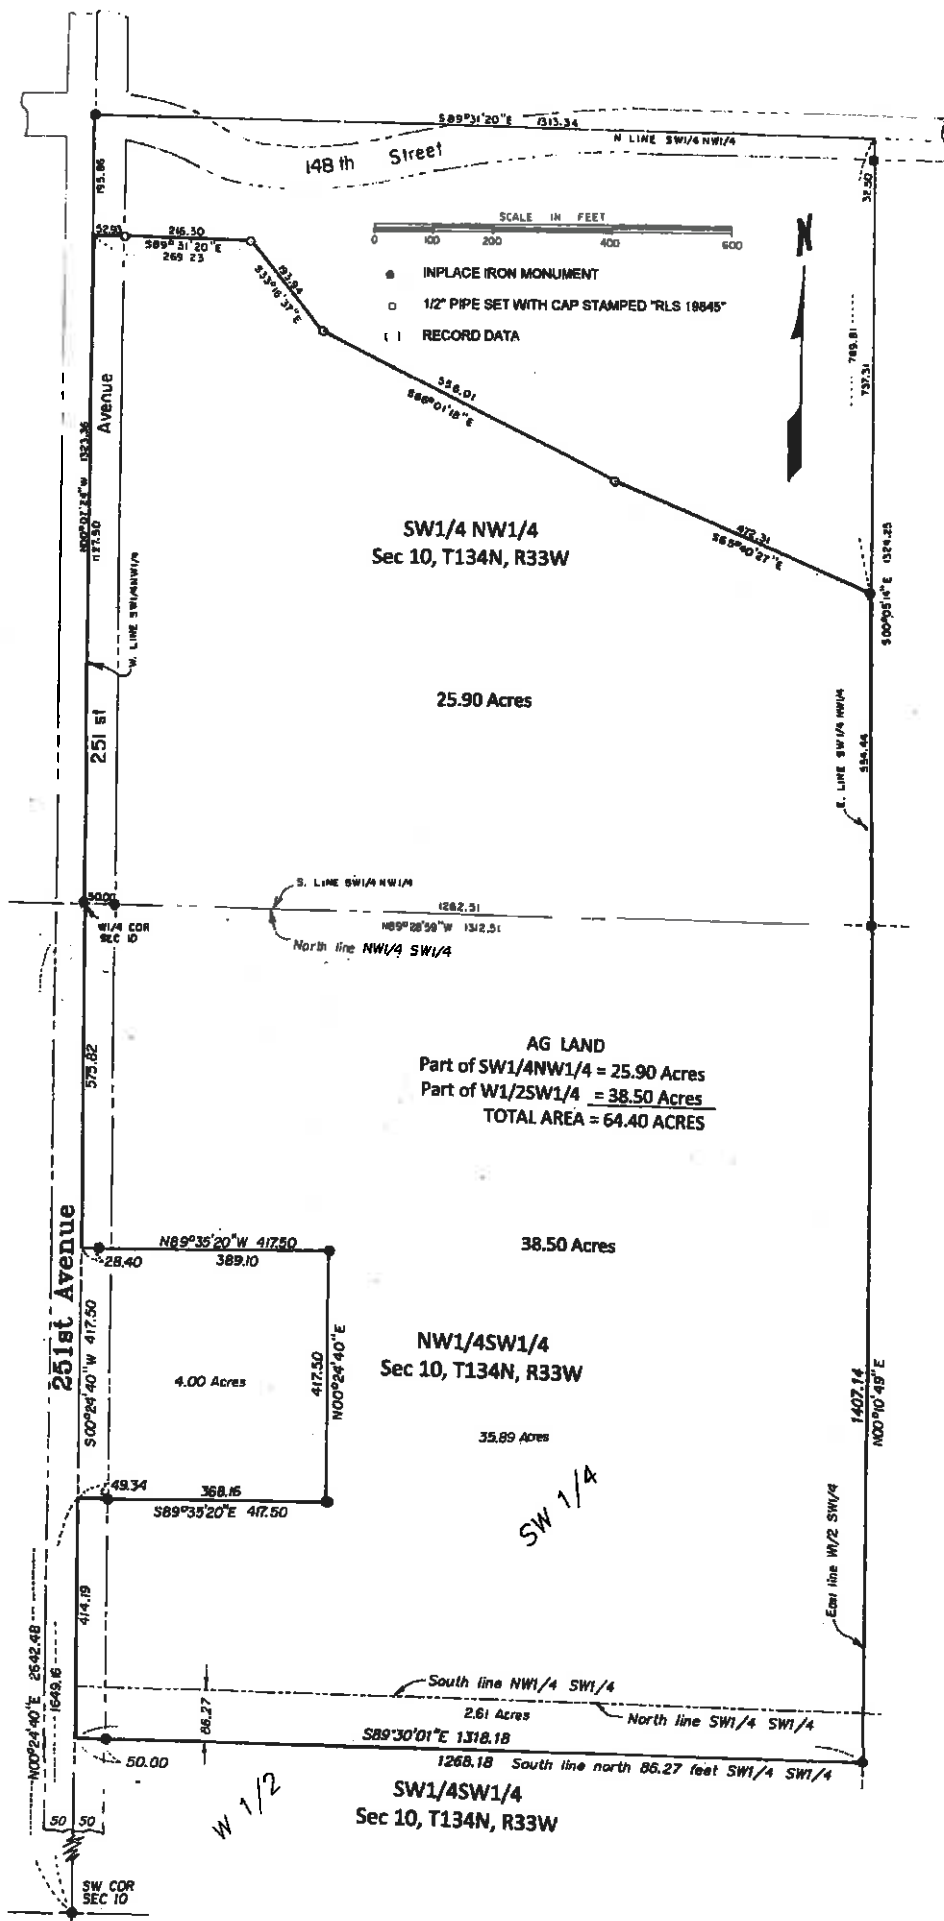 S89°31'20"E 1313.34
N LINE SW1/4 NW1/4
148 th Street
195.86
32.50
52.93
216.30
S89°31'20"E
269.23
193.94
S33°16'37"E
SCALE IN FEET
0 100 200 400 600
INPLACE IRON MONUMENT
1/2" PIPE SET WITH CAP STAMPED "RLS 19845"
( ) RECORD DATA
N
789.81
737.31
556.01
S66°01'18"E
472.31
S65°40'27"E
Avenue
N00°07'24"W 1323.36
1127.50
W. LINE SW1/4NW1/4
251 st
SW1/4 NW1/4
Sec 10, T134N, R33W
S00°05'14"E 1324.25
25.90 Acres
E. LINE SW1/4 NW1/4
534.44
50.00
W1/4 COR
SEC 10
S. LINE SW1/4 NW1/4
1262.51
N89°28'59"W 1312.51
North line NW1/4 SW1/4
575.82
AG LAND
Part of SW1/4NW1/4 = 25.90 Acres
Part of W1/2SW1/4 = 38.50 Acres
TOTAL AREA = 64.40 ACRES
251st Avenue
N89°35'20"W 417.50
28.40
389.10
38.50 Acres
S00°24'40"W 417.50
4.00 Acres
417.50
N00°24'40"E
NW1/4SW1/4
Sec 10, T134N, R33W
35.89 Acres
1407.14
N00°10'49"E
49.34
368.16
S89°35'20"E 417.50
SW 1/4
East line W1/2 SW1/4
414.19
N00°24'40"E 2642.48
1649.16
86.27
South line NW1/4 SW1/4
2.61 Acres
North line SW1/4 SW1/4
S89°30'01"E 1318.18
50.00
1268.18 South line north 86.27 feet SW1/4 SW1/4
W 1/2
SW1/4SW1/4
Sec 10, T134N, R33W
50 50
SW COR
SEC 10